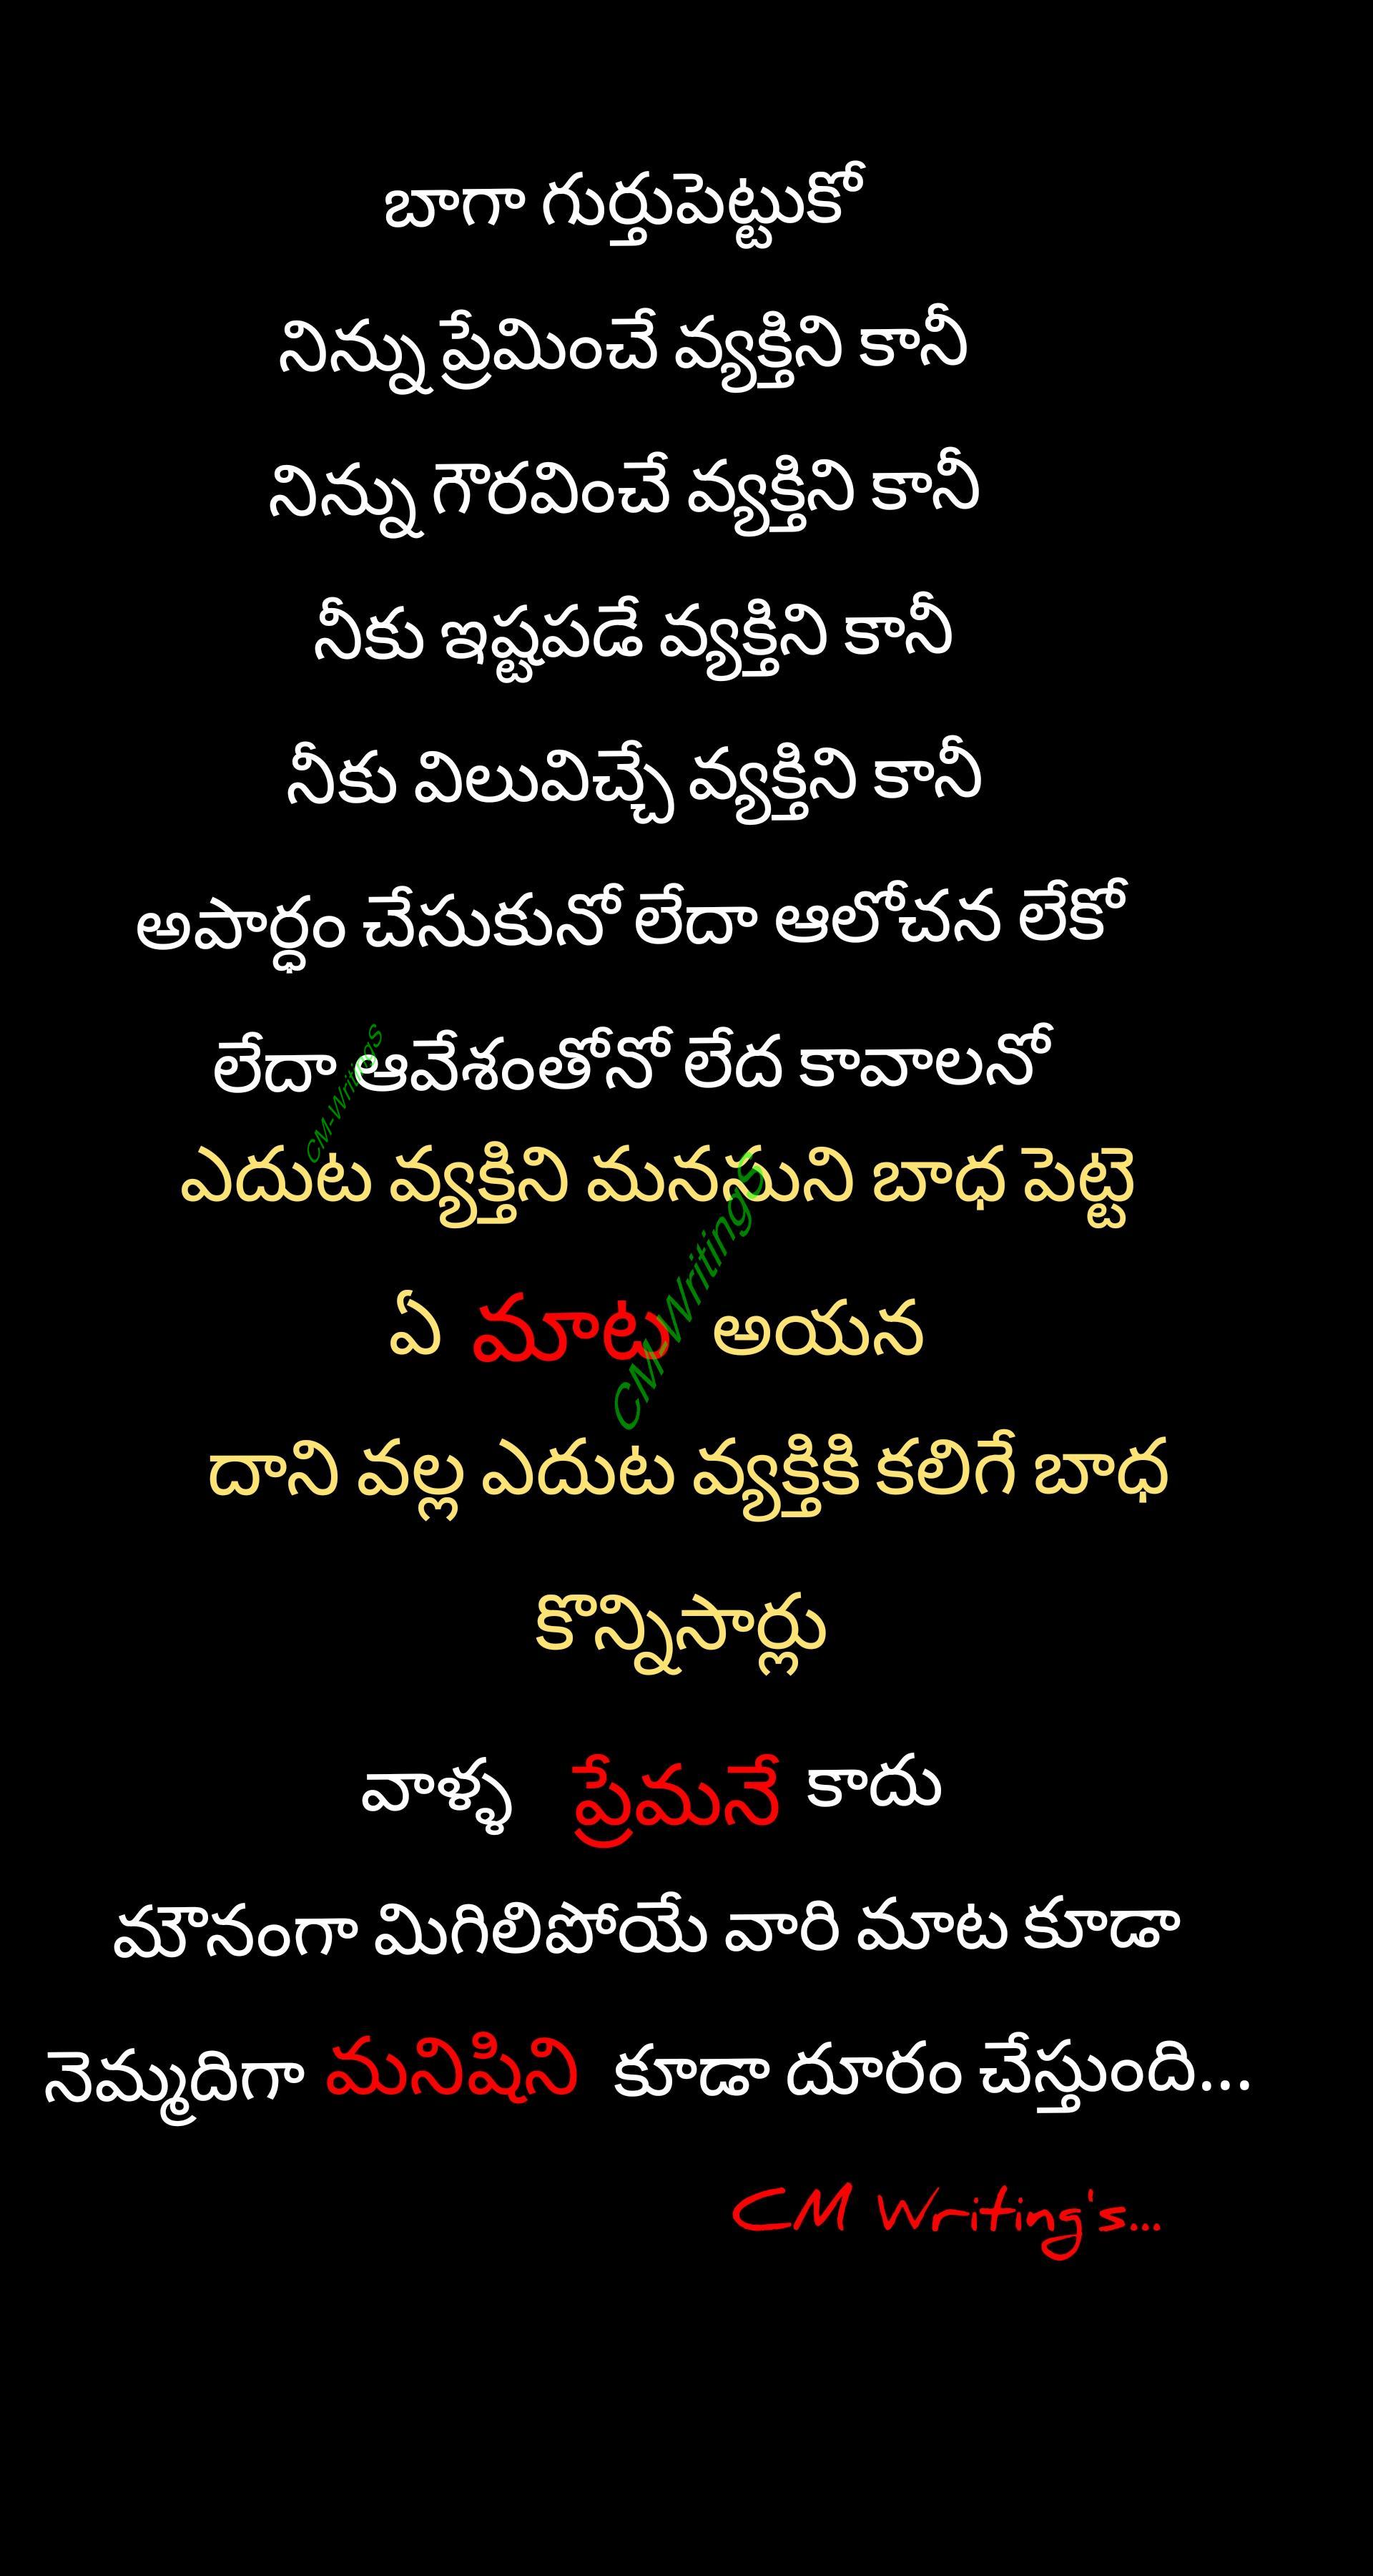 బాగా గుర్తుపెట్టుకో
నిన్ను ప్రేమించే వ్యక్తిని కానీ
నిన్ను గౌరవించే వ్యక్తిని కానీ
నీకు ఇష్టపడే వ్యక్తిని కానీ
నీకు విలువిచ్చే వ్యక్తిని కానీ
అపార్ధం చేసుకునో లేదా ఆలోచన లేకో
లేదా ఆవేశంతోనో లేద కావాలనో
CM-Writings
ఎదుట వ్యక్తిని మనసుని బాధ పెట్టె
ఏ మాట అయన
CM-Writings
దాని వల్ల ఎదుట వ్యక్తికి కలిగే బాధ
కొన్నిసార్లు
వాళ్ళ ప్రేమనే కాదు
మౌనంగా మిగిలిపోయే వారి మాట కూడా
నెమ్మదిగా మనిషిని కూడా దూరం చేస్తుంది...
CM Writing's...